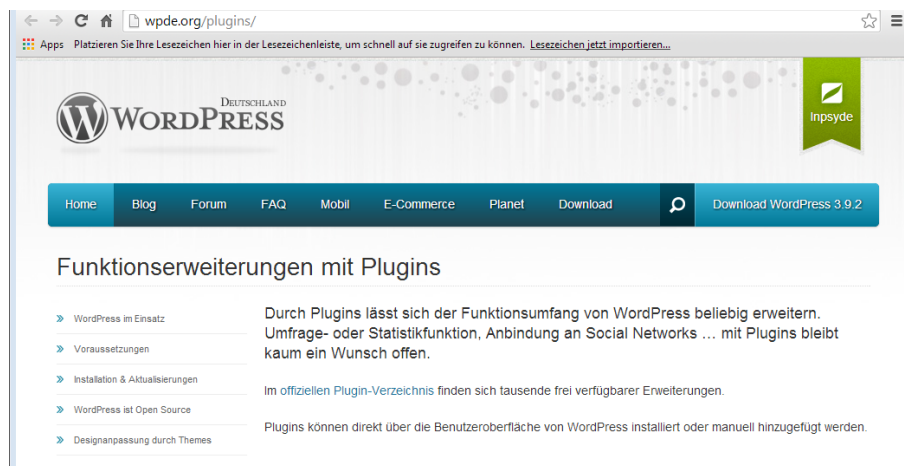 wpde.org/plugins/
Apps Platzieren Sie Ihre Lesezeichen hier in der Lesezeichenleiste, um schnell auf sie zugreifen zu können. Lesezeichen jetzt importieren...
DEUTSCHLAND
WORDPRESS
Inpsyde
Home Blog Forum FAQ Mobil E-Commerce Planet Download Download WordPress 3.9.2
Funktionserweiterungen mit Plugins
WordPress im Einsatz
Voraussetzungen
Installation & Aktualisierungen
WordPress ist Open Source
Designanpassung durch Themes
Durch Plugins lässt sich der Funktionsumfang von WordPress beliebig erweitern.
Umfrage- oder Statistikfunktion, Anbindung an Social Networks … mit Plugins bleibt
kaum ein Wunsch offen.
Im offiziellen Plugin-Verzeichnis finden sich tausende frei verfügbarer Erweiterungen.
Plugins können direkt über die Benutzeroberfläche von WordPress installiert oder manuell hinzugefügt werden.